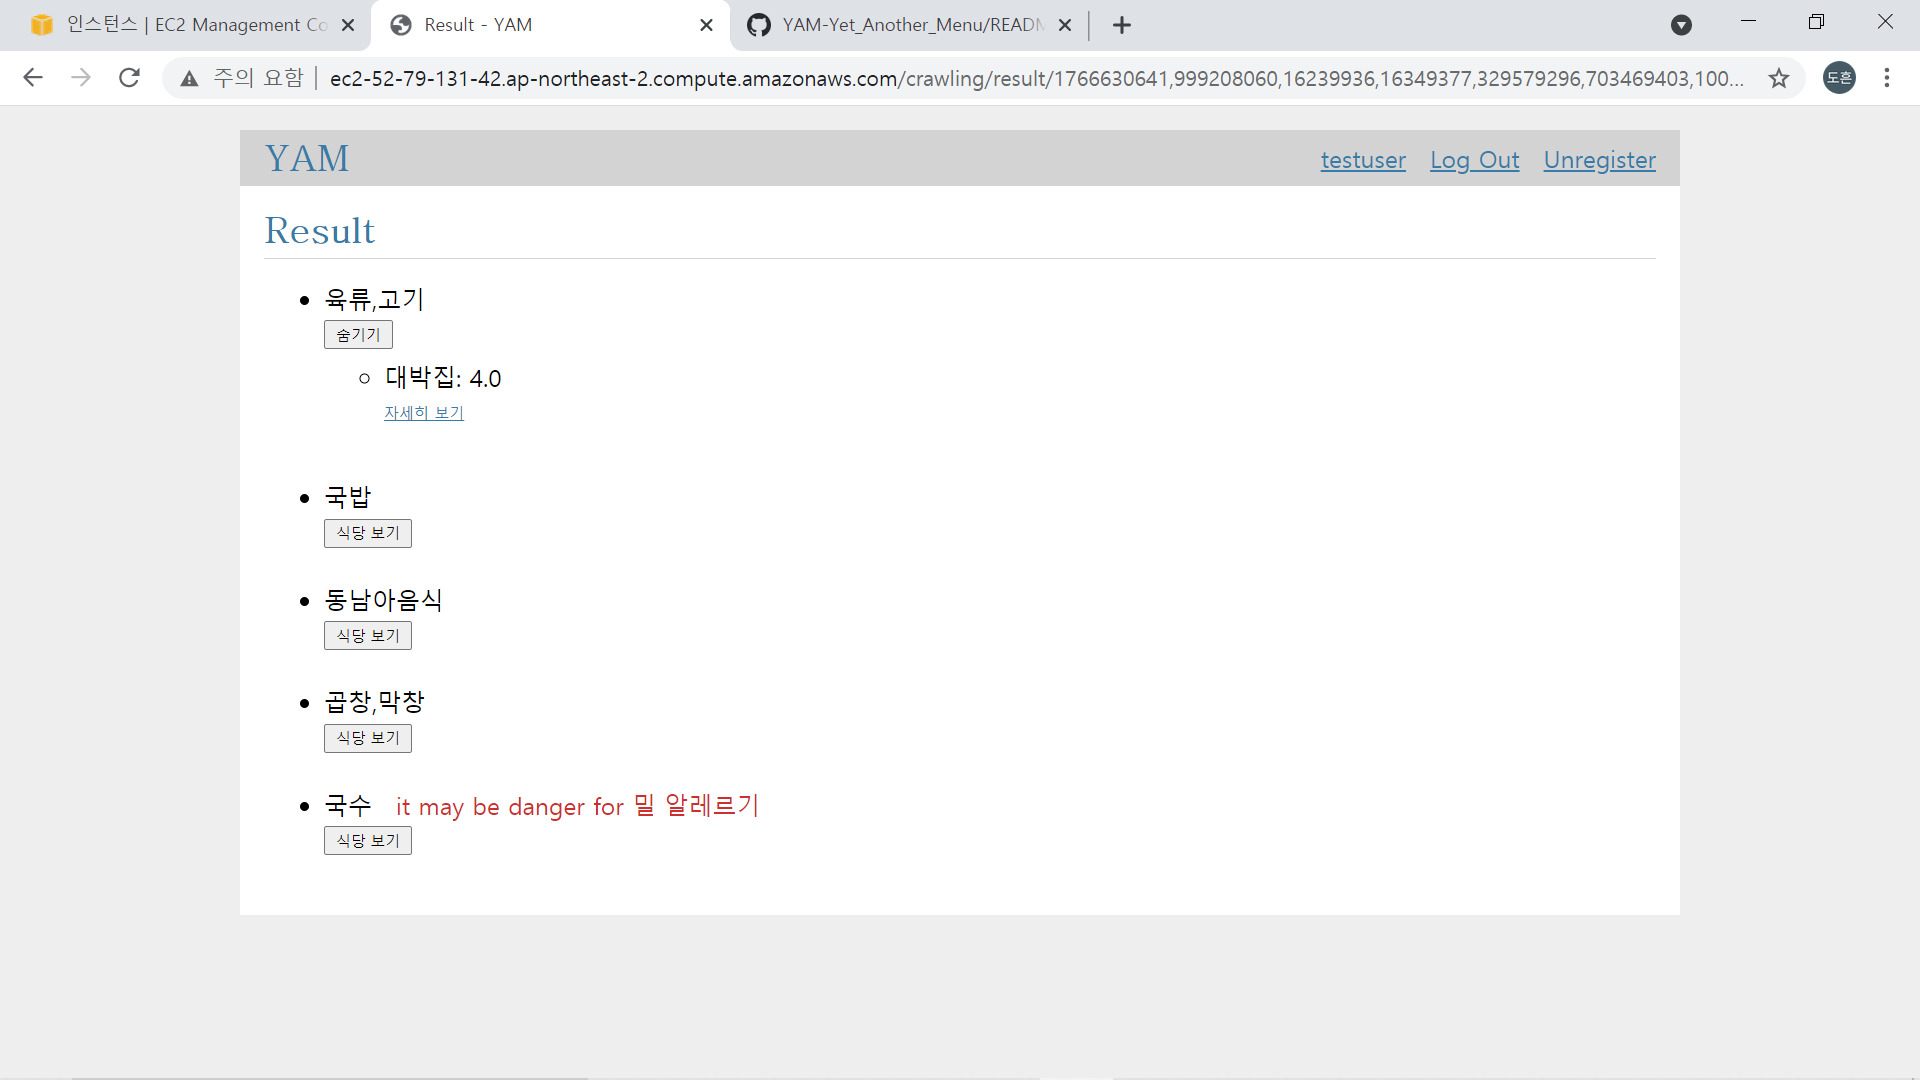 인스턴스 | EC2 Management Co
Result - YAM
YAM-Yet_Another_Menu/READM
주의 요함
ec2-52-79-131-42.ap-northeast-2.compute.amazonaws.com/crawling/result/1766630641,999208060,16239936,16349377,329579296,703469403,100...
도흔
YAM
testuser Log Out Unregister
Result
육류,고기
숨기기
대박집: 4.0
자세히 보기
국밥
식당 보기
동남아음식
식당 보기
곱창,막창
식당 보기
국수 it may be danger for 밀 알레르기
식당 보기